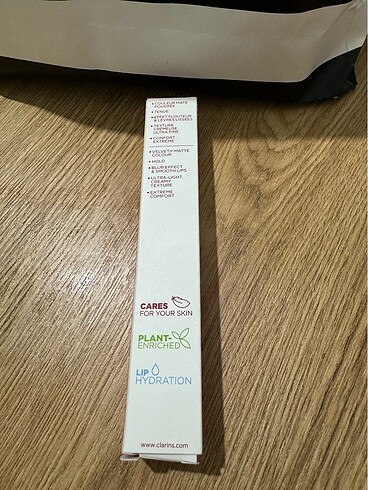 • COULEUR MATE
POUDRÉE
• TENUE
• EFFET FLOUTEUR
& LÈVRES LISSÉES
• TEXTURE
CRÉMEUSE
ULTRA FINE
• CONFORT
EXTRÊME
• VELVETY-MATTE
COLOUR
• HOLD
• BLUR EFFECT
& SMOOTH LIPS
• ULTRA-LIGHT,
CREAMY
TEXTURE
• EXTREME
COMFORT
CARES
FOR YOUR SKIN
PLANT-
ENRICHED
LIP
HYDRATION
www.clarins.com